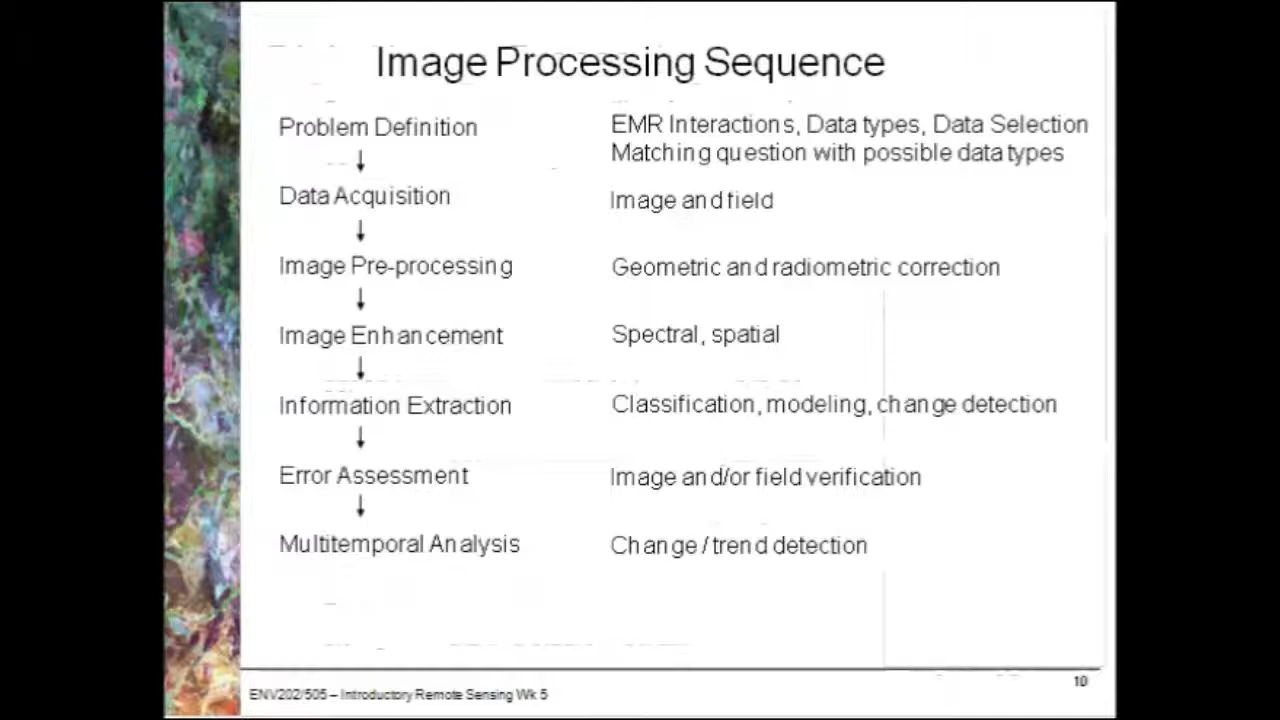 Image Processing Sequence
Problem Definition
EMR Interactions, Data types, Data Selection
Matching question with possible data types
Data Acquisition
Image and field
Image Pre-processing
Geometric and radiometric correction
Image Enhancement
Spectral, spatial
Information Extraction
Classification, modeling, change detection
Error Assessment
Image and/or field verification
Multitemporal Analysis
Change / trend detection
10
ENV202/505 – Introductory Remote Sensing Wk 5